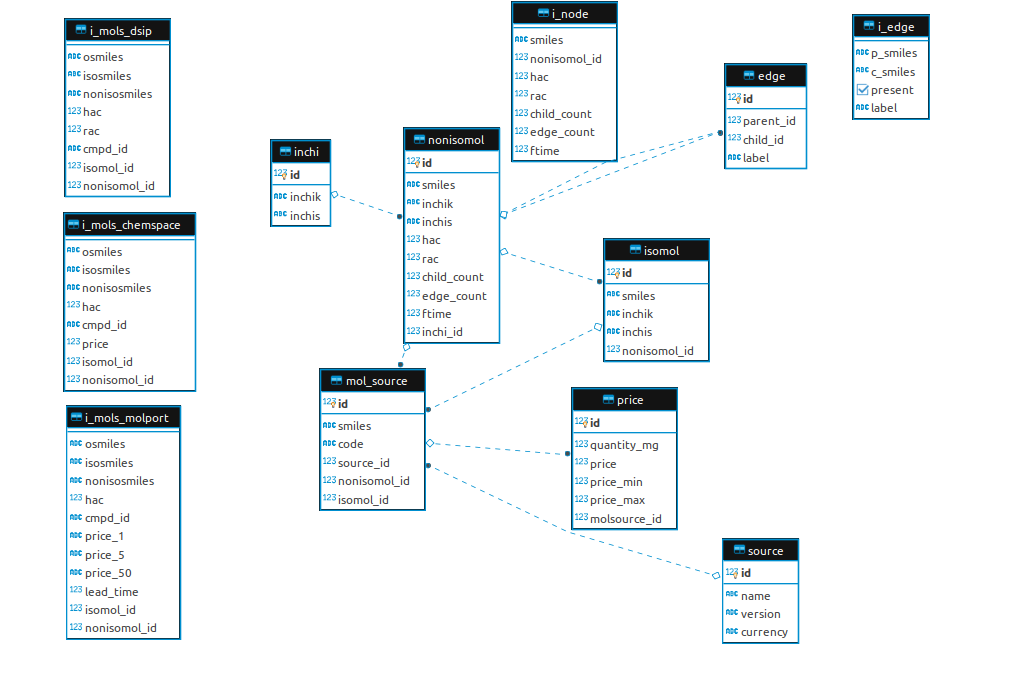 i_mols_dsip
ABC osmiles
ABC isosmiles
ABC nonisosmiles
123 hac
123 rac
ABC cmpd_id
123 isomol_id
123 nonisomol_id
i_mols_chemspace
ABC osmiles
ABC isosmiles
ABC nonisosmiles
123 hac
ABC cmpd_id
123 price
123 isomol_id
123 nonisomol_id
i_mols_molport
ABC osmiles
ABC isosmiles
ABC nonisosmiles
123 hac
ABC cmpd_id
ABC price_1
ABC price_5
ABC price_50
123 lead_time
123 isomol_id
123 nonisomol_id
inchi
123 id
ABC inchik
ABC inchis
nonisomol
123 id
ABC smiles
ABC inchik
ABC inchis
123 hac
123 rac
123 child_count
123 edge_count
123 ftime
123 inchi_id
mol_source
123 id
ABC smiles
ABC code
123 source_id
123 nonisomol_id
123 isomol_id
i_node
ABC smiles
123 nonisomol_id
123 hac
123 rac
123 child_count
123 edge_count
123 ftime
isomol
123 id
ABC smiles
ABC inchik
ABC inchis
123 nonisomol_id
price
123 id
123 quantity_mg
123 price
123 price_min
123 price_max
123 molsource_id
edge
123 id
123 parent_id
123 child_id
ABC label
source
123 id
ABC name
ABC version
ABC currency
i_edge
ABC p_smiles
ABC c_smiles
present
ABC label